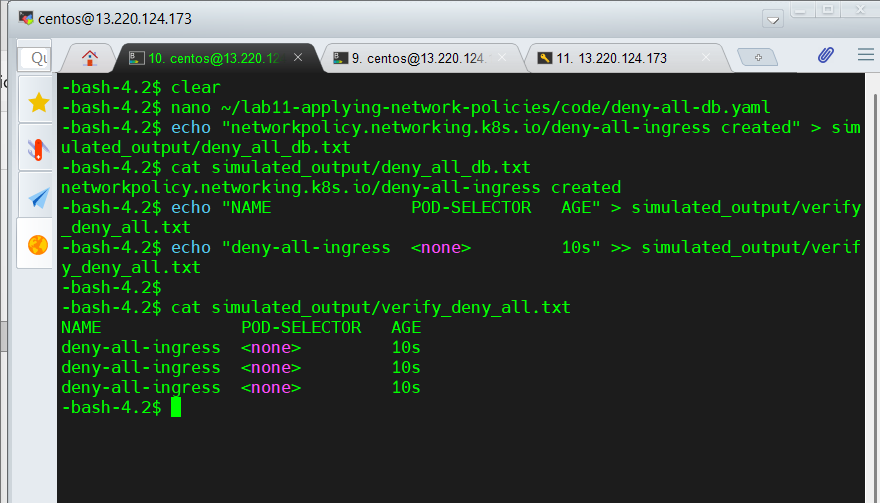 centos@13.220.124.173
Qu
10. centos@13.220.12
9. centos@13.220.124.
11. 13.220.124.173
-bash-4.2$ clear
-bash-4.2$ nano ~/lab11-applying-network-policies/code/deny-all-db.yaml
-bash-4.2$ echo "networkpolicy.networking.k8s.io/deny-all-ingress created" > sim
ulated_output/deny_all_db.txt
-bash-4.2$ cat simulated_output/deny_all_db.txt
networkpolicy.networking.k8s.io/deny-all-ingress created
-bash-4.2$ echo "NAME              POD-SELECTOR   AGE" > simulated_output/verify
_deny_all.txt
-bash-4.2$ echo "deny-all-ingress  <none>         10s" >> simulated_output/verif
y_deny_all.txt
-bash-4.2$
-bash-4.2$ cat simulated_output/verify_deny_all.txt
NAME              POD-SELECTOR   AGE
deny-all-ingress  <none>         10s
deny-all-ingress  <none>         10s
deny-all-ingress  <none>         10s
-bash-4.2$